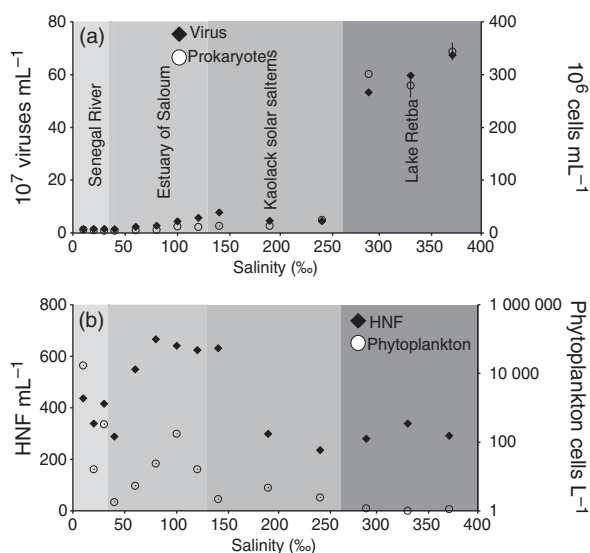 (a)
◆ Virus
○ Prokaryotes
80
60
40
20
0
10⁷ viruses mL⁻¹
400
300
200
100
0
10⁶ cells mL⁻¹
Senegal River
Estuary of Saloum
Kaolack solar salterns
Lake Retba
0 50 100 150 200 250 300 350 400
Salinity (‰)
(b)
◆ HNF
○ Phytoplankton
800
600
400
200
0
HNF mL⁻¹
1 000 000
10 000
100
1
Phytoplankton cells L⁻¹
0 50 100 150 200 250 300 350 400
Salinity (‰)